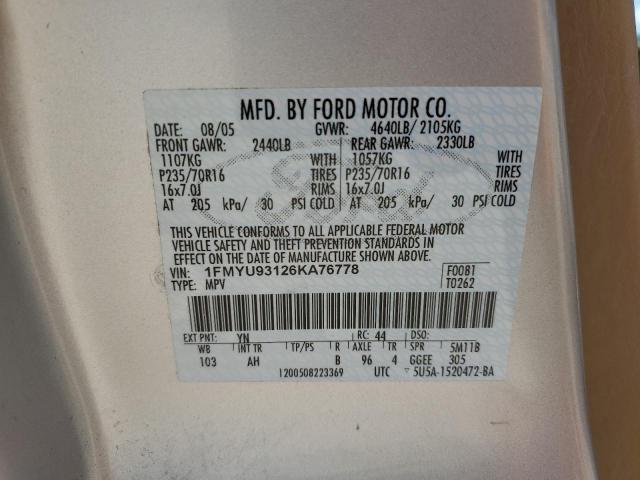 MFD. BY FORD MOTOR CO.
DATE: 08/05 GVWR: 4640LB/ 2105KG
FRONT GAWR: 2440LB REAR GAWR: 2330LB
1107KG WITH 1057KG WITH
P235/70R16 TIRES P235/70R16 TIRES
16x7.0J RIMS 16x7.0J RIMS
AT 205 kPa/ 30 PSI COLD AT 205 kPa/ 30 PSI COLD
THIS VEHICLE CONFORMS TO ALL APPLICABLE FEDERAL MOTOR
VEHICLE SAFETY AND THEFT PREVENTION STANDARDS IN
EFFECT ON THE DATE OF MANUFACTURE SHOWN ABOVE.
VIN: 1FMYU93126KA76778 F0081
TYPE: MPV T0262
EXT PNT: YN RC: 44 DSO:
WB INT TR TP/PS R AXLE TR SPR 5M11B
103 AH B 96 4 GGEE 305
1200508223369 UTC 5U5A-1520472-BA